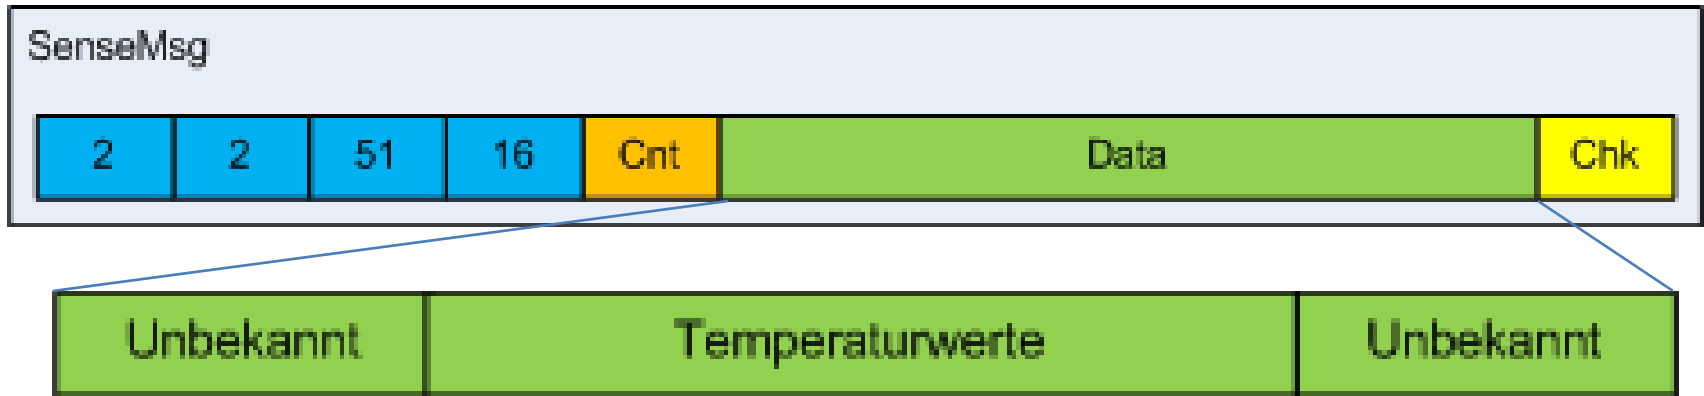 SenseMsg
2 2 51 16 Cnt Data Chk
Unbekannt Temperaturwerte Unbekannt